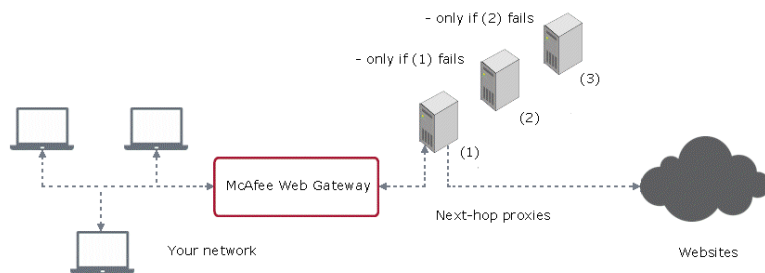 - only if (2) fails
- only if (1) fails
(3)
(2)
(1)
McAfee Web Gateway
Next-hop proxies
Your network
Websites